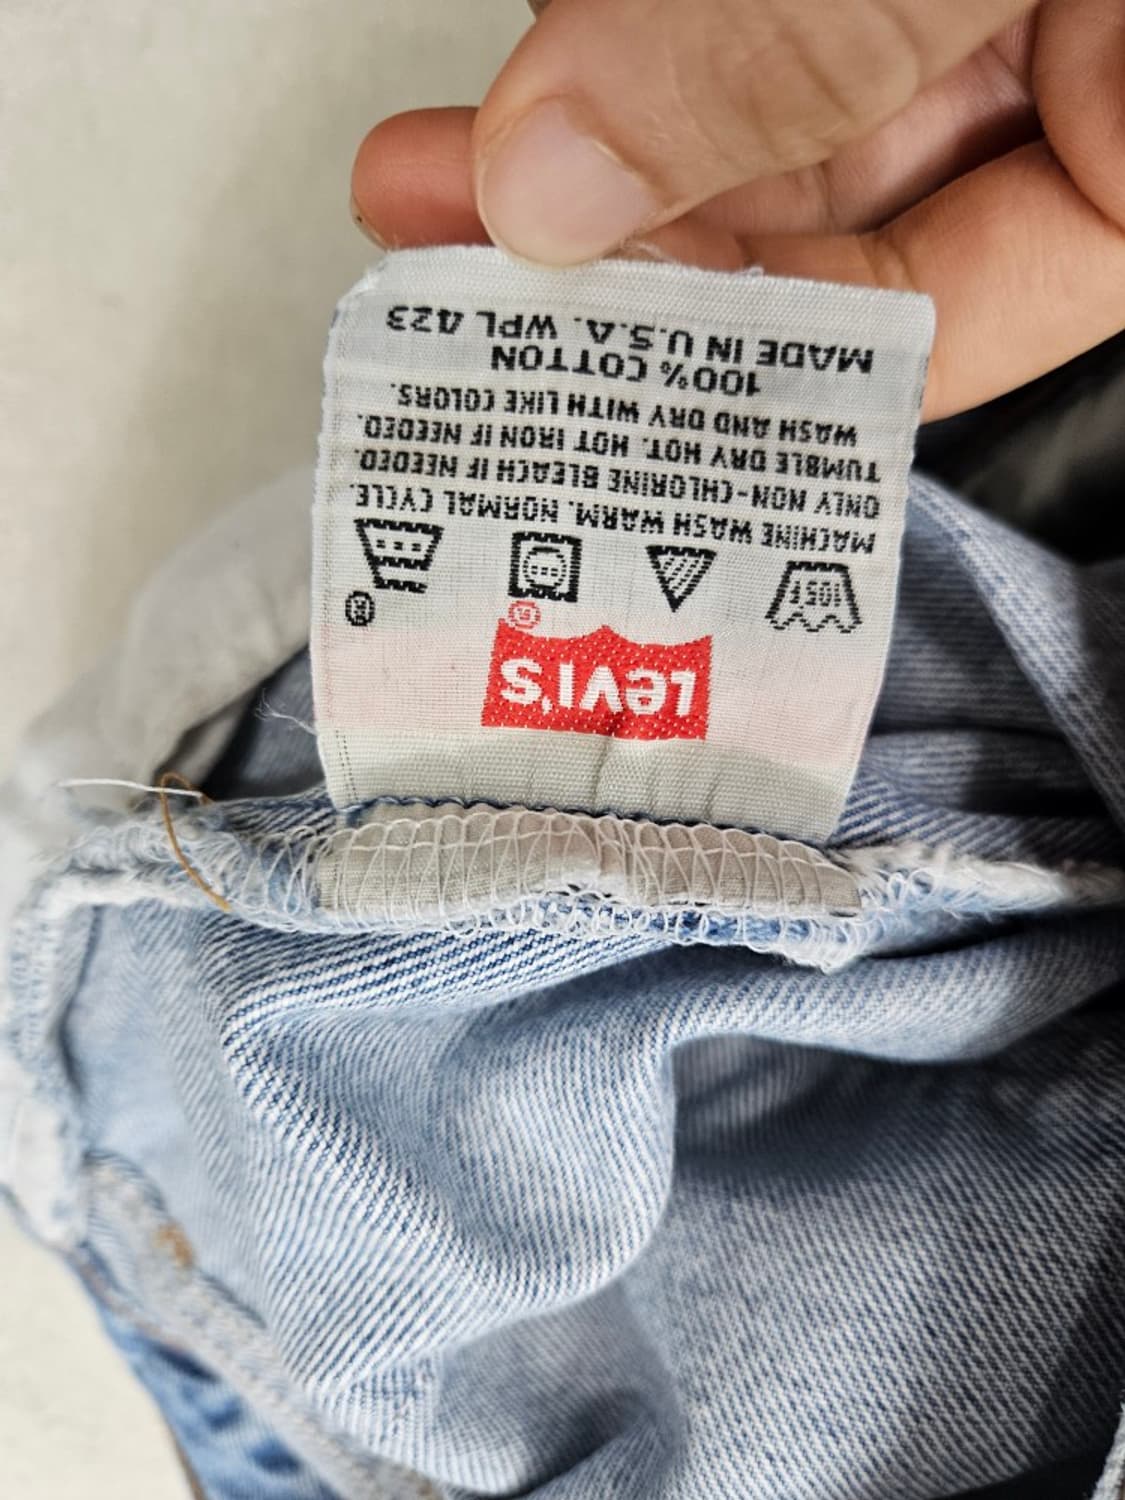 LEVI'S ®
®
105F
MACHINE WASH WARM. NORMAL CYCLE.
ONLY NON-CHLORINE BLEACH IF NEEDED.
TUMBLE DRY HOT. HOT IRON IF NEEDED.
WASH AND DRY WITH LIKE COLORS.
100% COTTON
MADE IN U.S.A. WPL 423